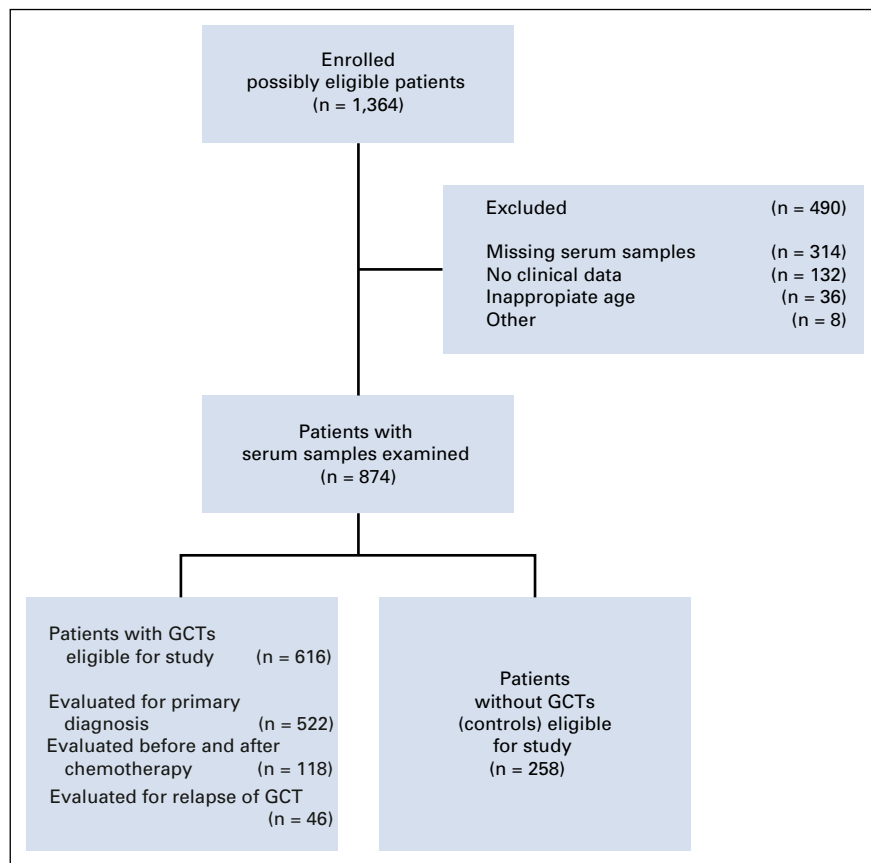 Enrolled
possibly eligible patients
(n = 1,364)
Excluded (n = 490)
Missing serum samples (n = 314)
No clinical data (n = 132)
Inappropiate age (n = 36)
Other (n = 8)
Patients with
serum samples examined
(n = 874)
Patients with GCTs
eligible for study (n = 616)
Evaluated for primary
diagnosis (n = 522)
Evaluated before and after
chemotherapy (n = 118)
Evaluated for relapse of GCT
(n = 46)
Patients
without GCTs
(controls) eligible
for study
(n = 258)